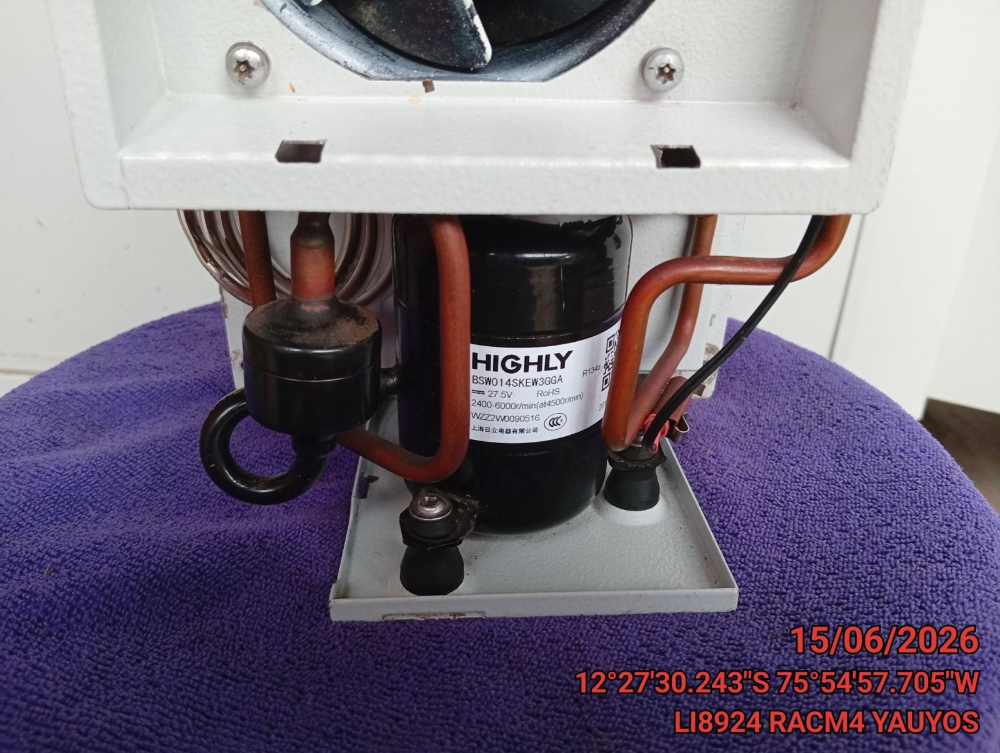 HIGHLY
BSW014SKEW3GGA
R134a
27.5V RoHS
2400-6000r/min(at4500r/min)
WZZ2W0090516
上海日立电器有限公司
15/06/2026
12°27'30.243"S 75°54'57.705"W
LI8924 RACM4 YAUYOS